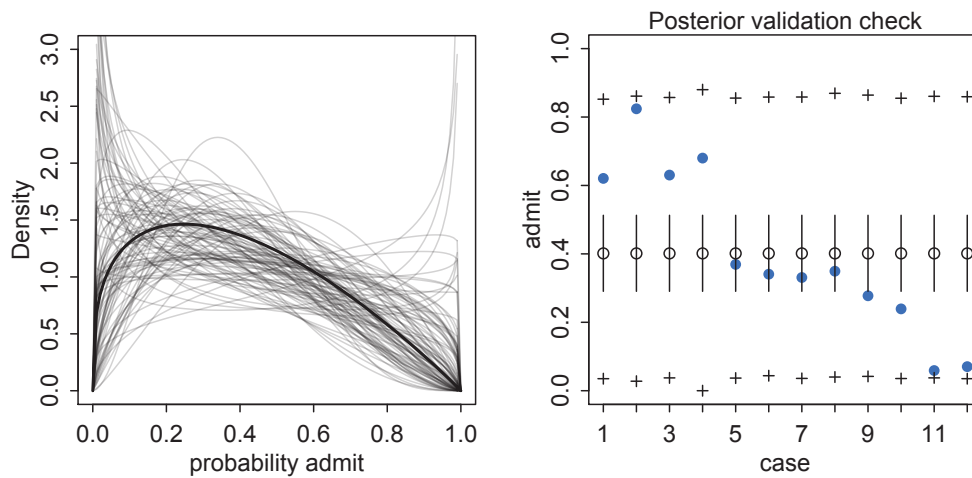 Posterior validation check
Density
0.0 0.5 1.0 1.5 2.0 2.5 3.0
0.0 0.2 0.4 0.6 0.8 1.0
probability admit
admit
0.0 0.2 0.4 0.6 0.8 1.0
1 3 5 7 9 11
case